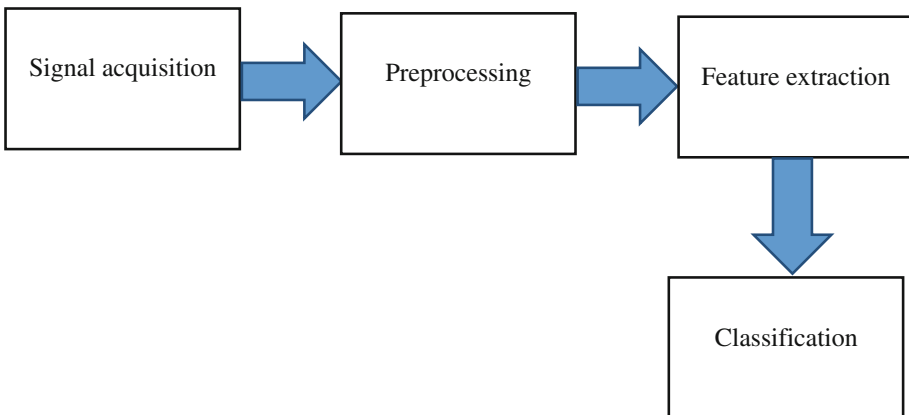 Signal acquisition
Preprocessing
Feature extraction
Classification